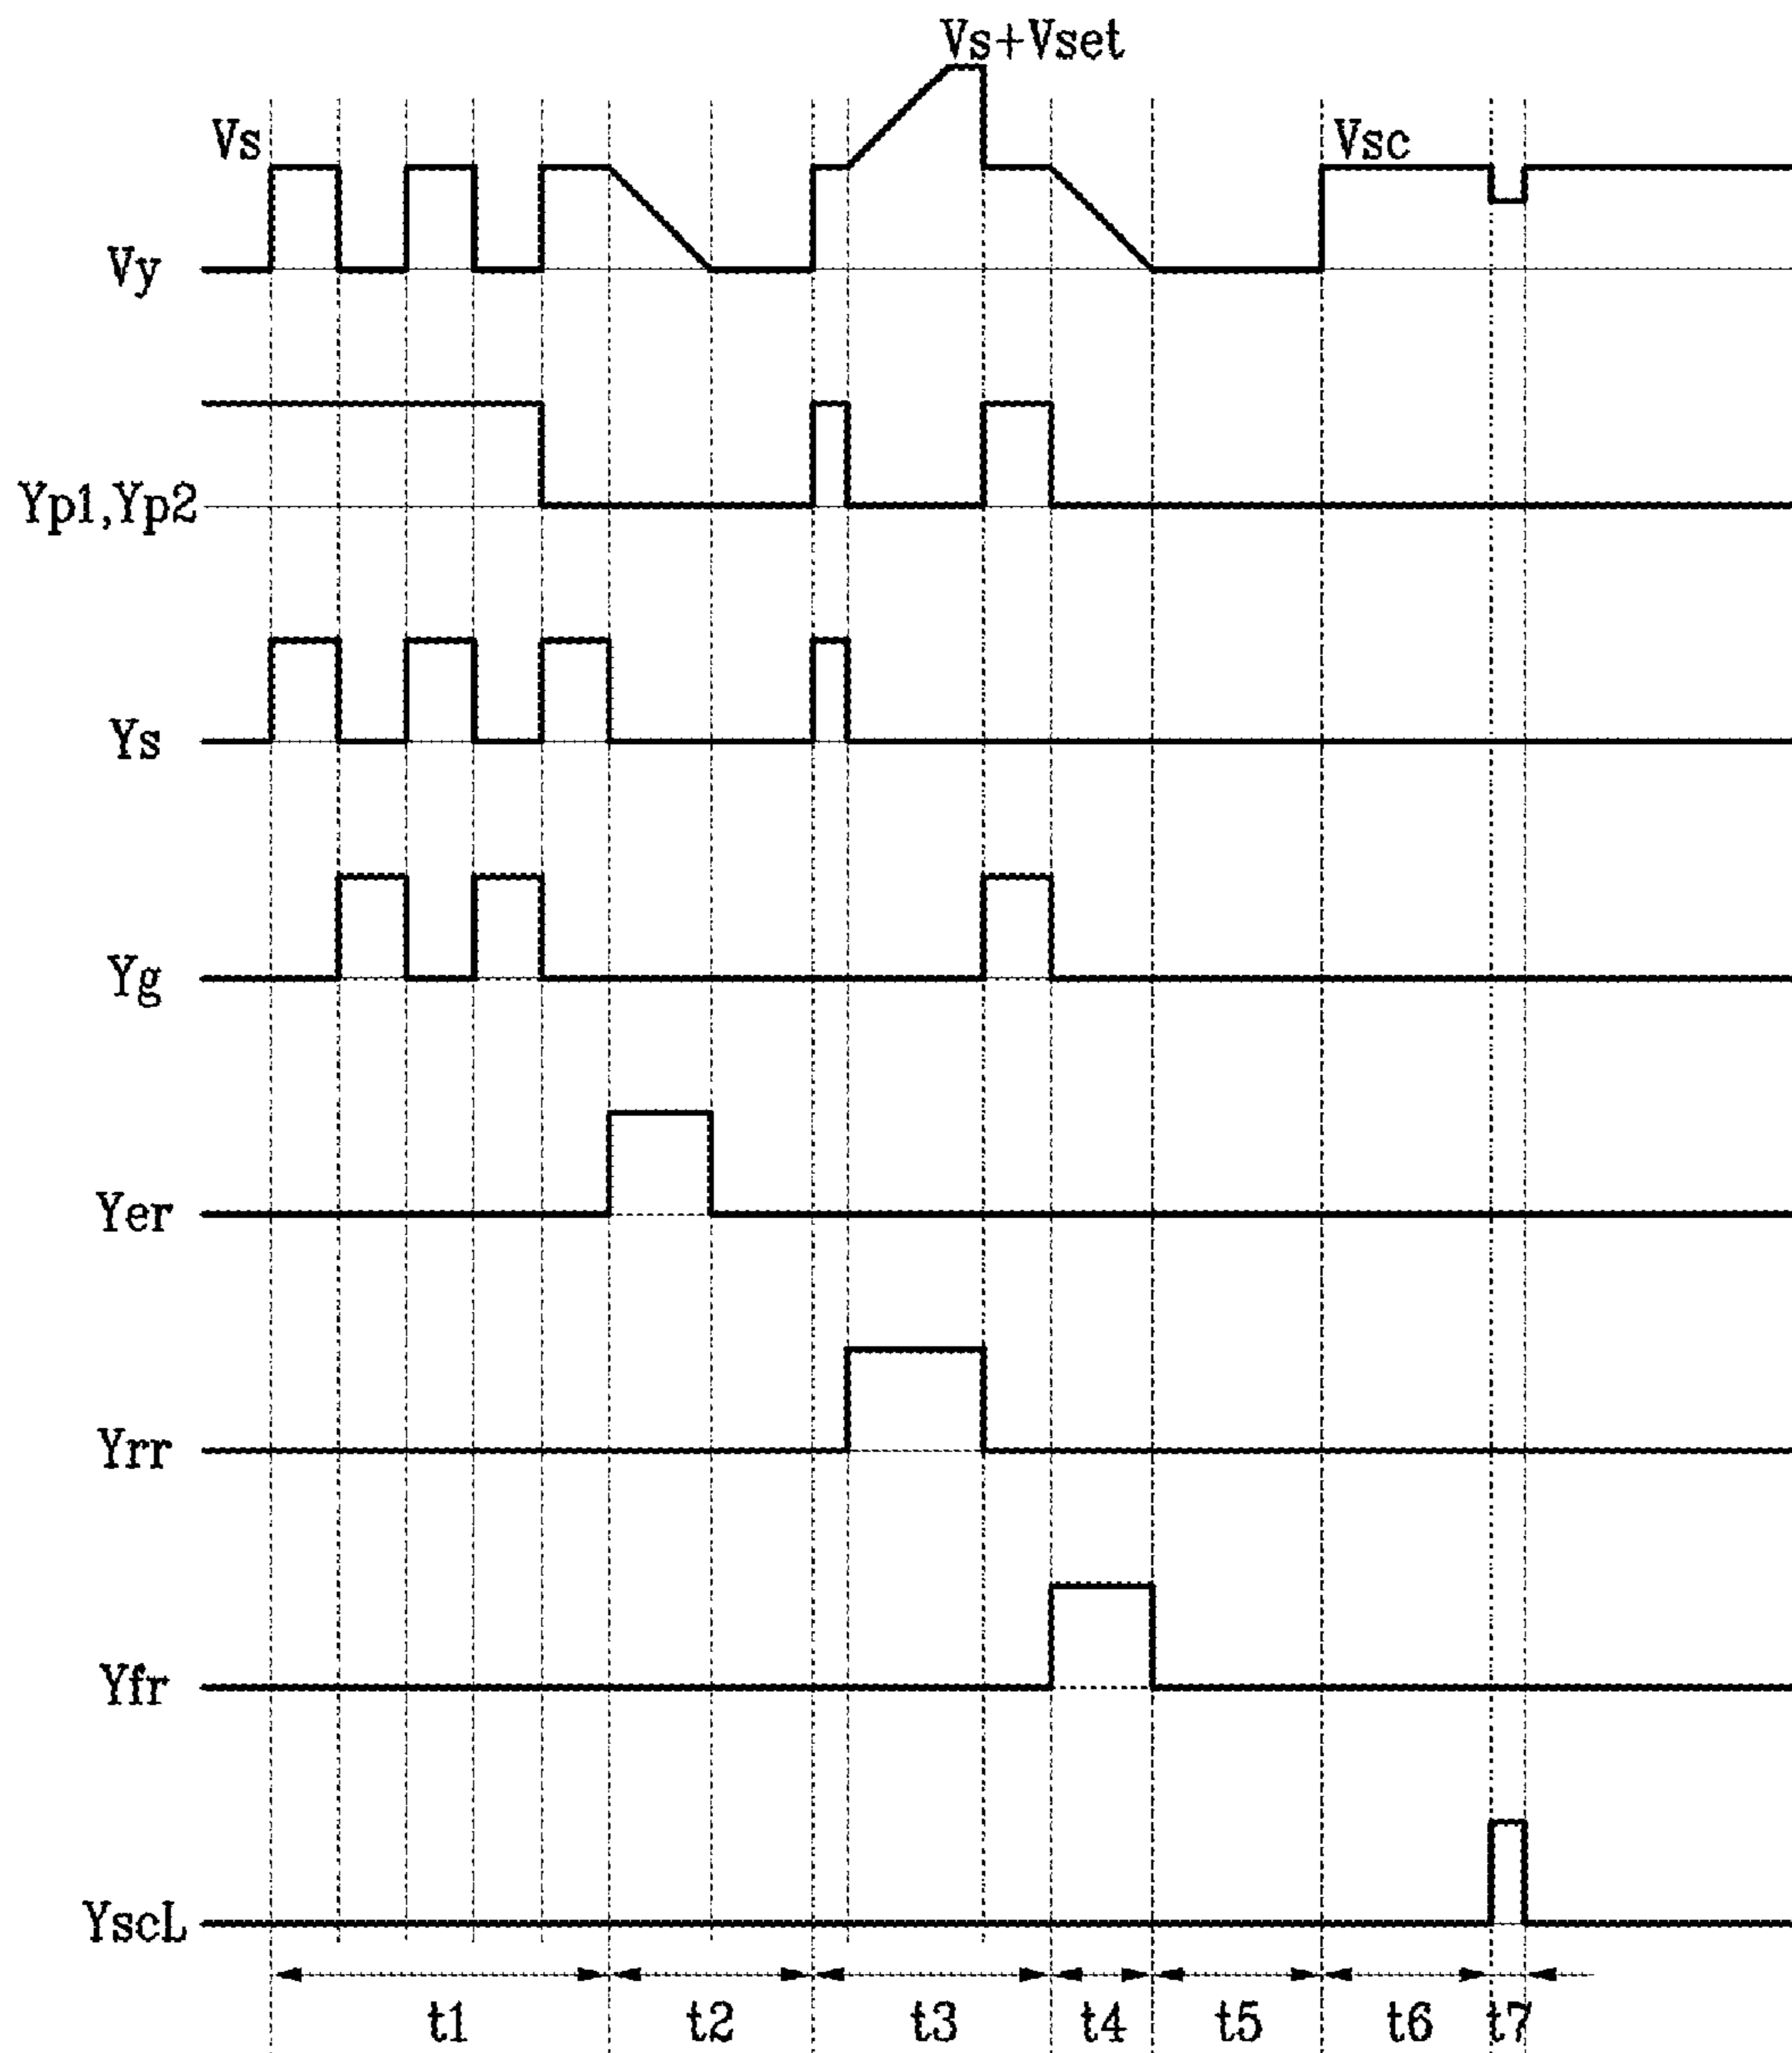 Vs+Vset
Vs
Vsc
Vy
Yp1,Yp2
Ys
Yg
Yer
Yrr
Yfr
YscL
t1 t2 t3 t4 t5 t6 t7